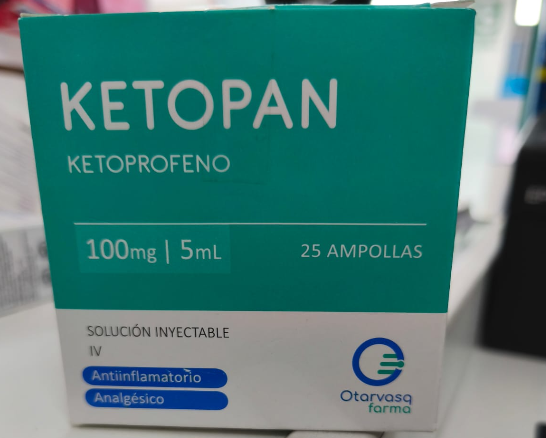 KETOPAN
KETOPROFENO
100mg | 5mL 25 AMPOLLAS
SOLUCIÓN INYECTABLE
IV
Antiinflamatorio
Analgésico
Otarvasq
farma